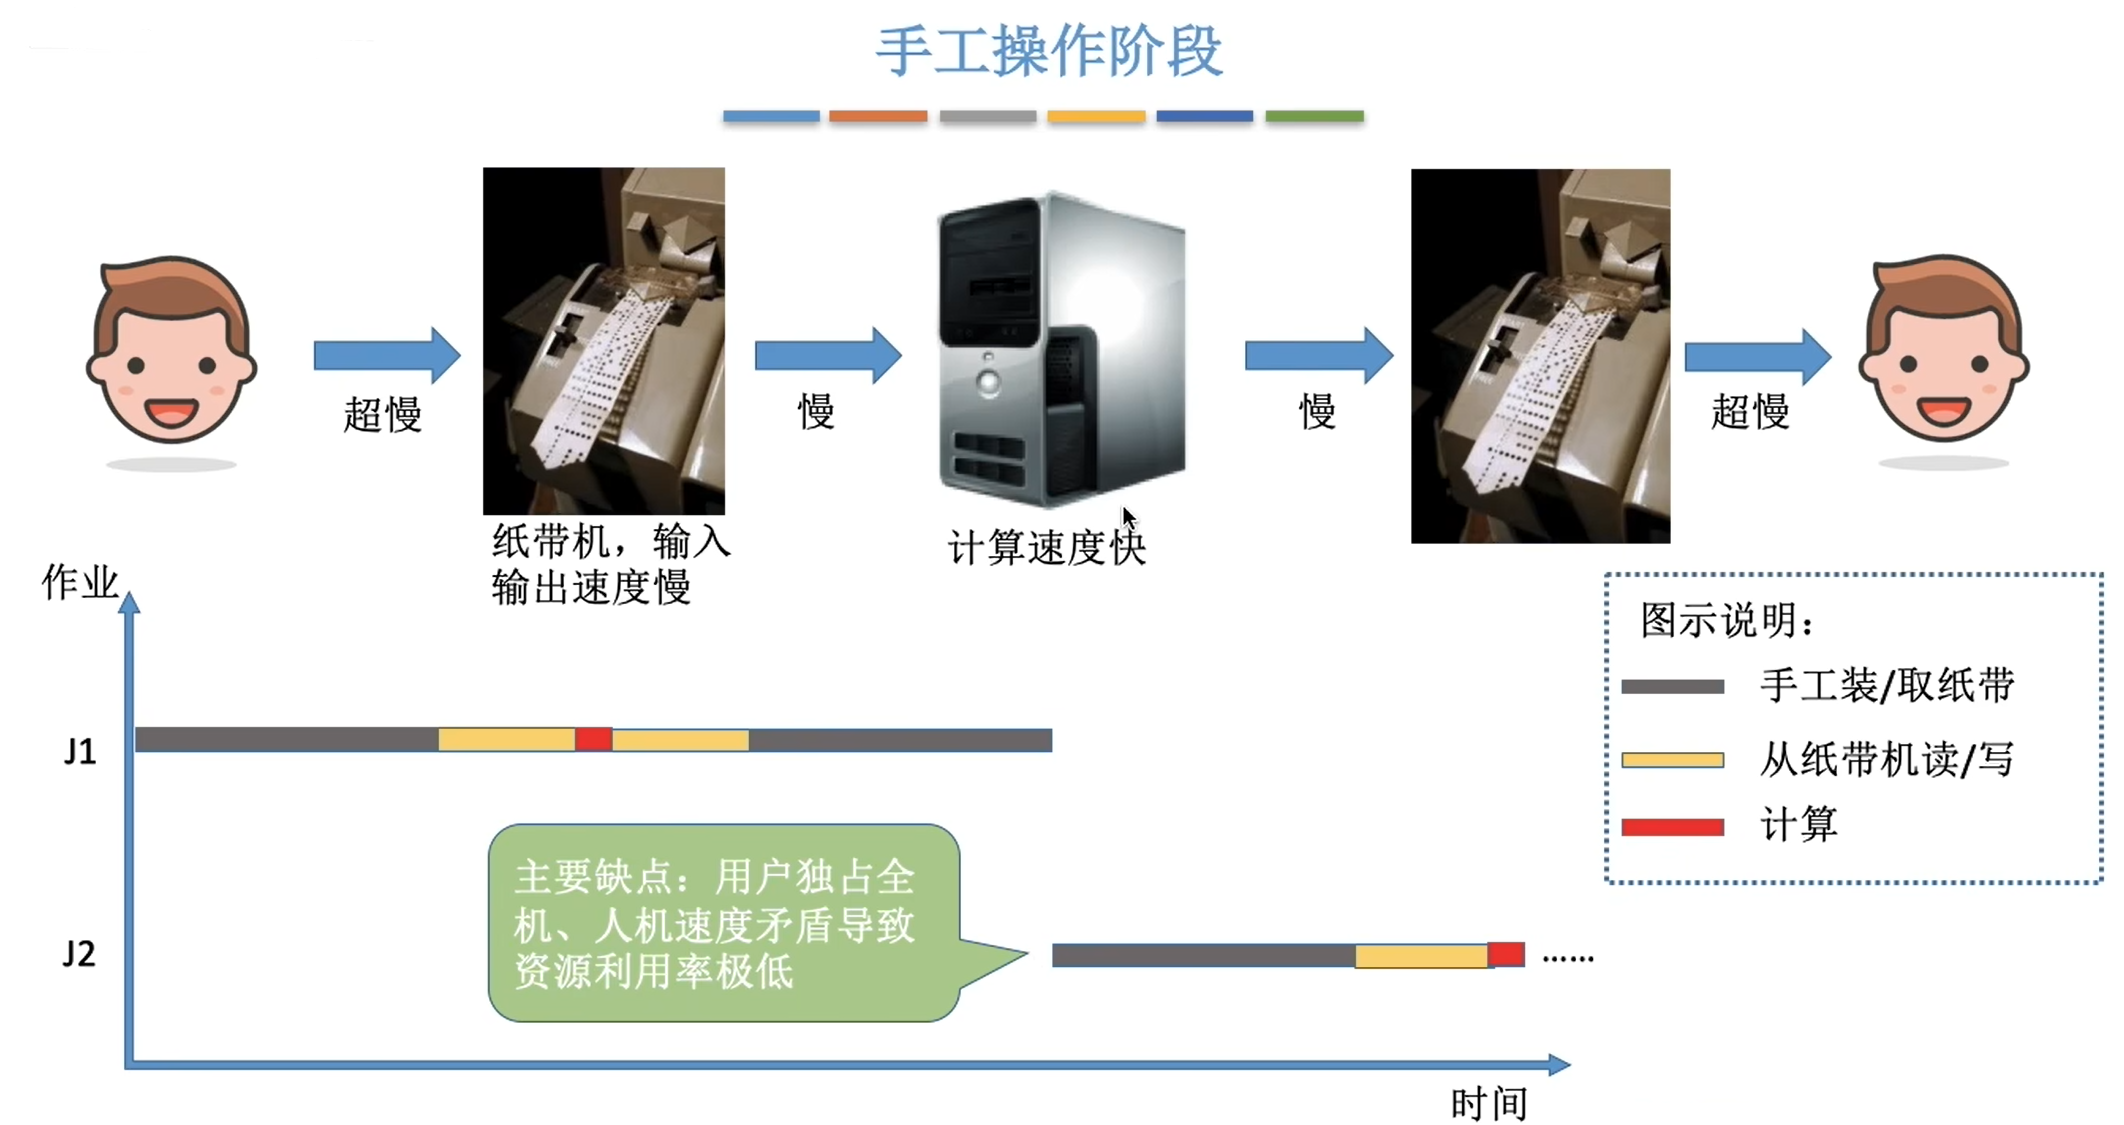 手工操作阶段
超慢
慢
慢
超慢
纸带机，输入
输出速度慢
计算速度快
作业
J1
J2
主要缺点：用户独占全
机、人机速度矛盾导致
资源利用率极低
......
时间
图示说明：
手工装/取纸带
从纸带机读/写
计算